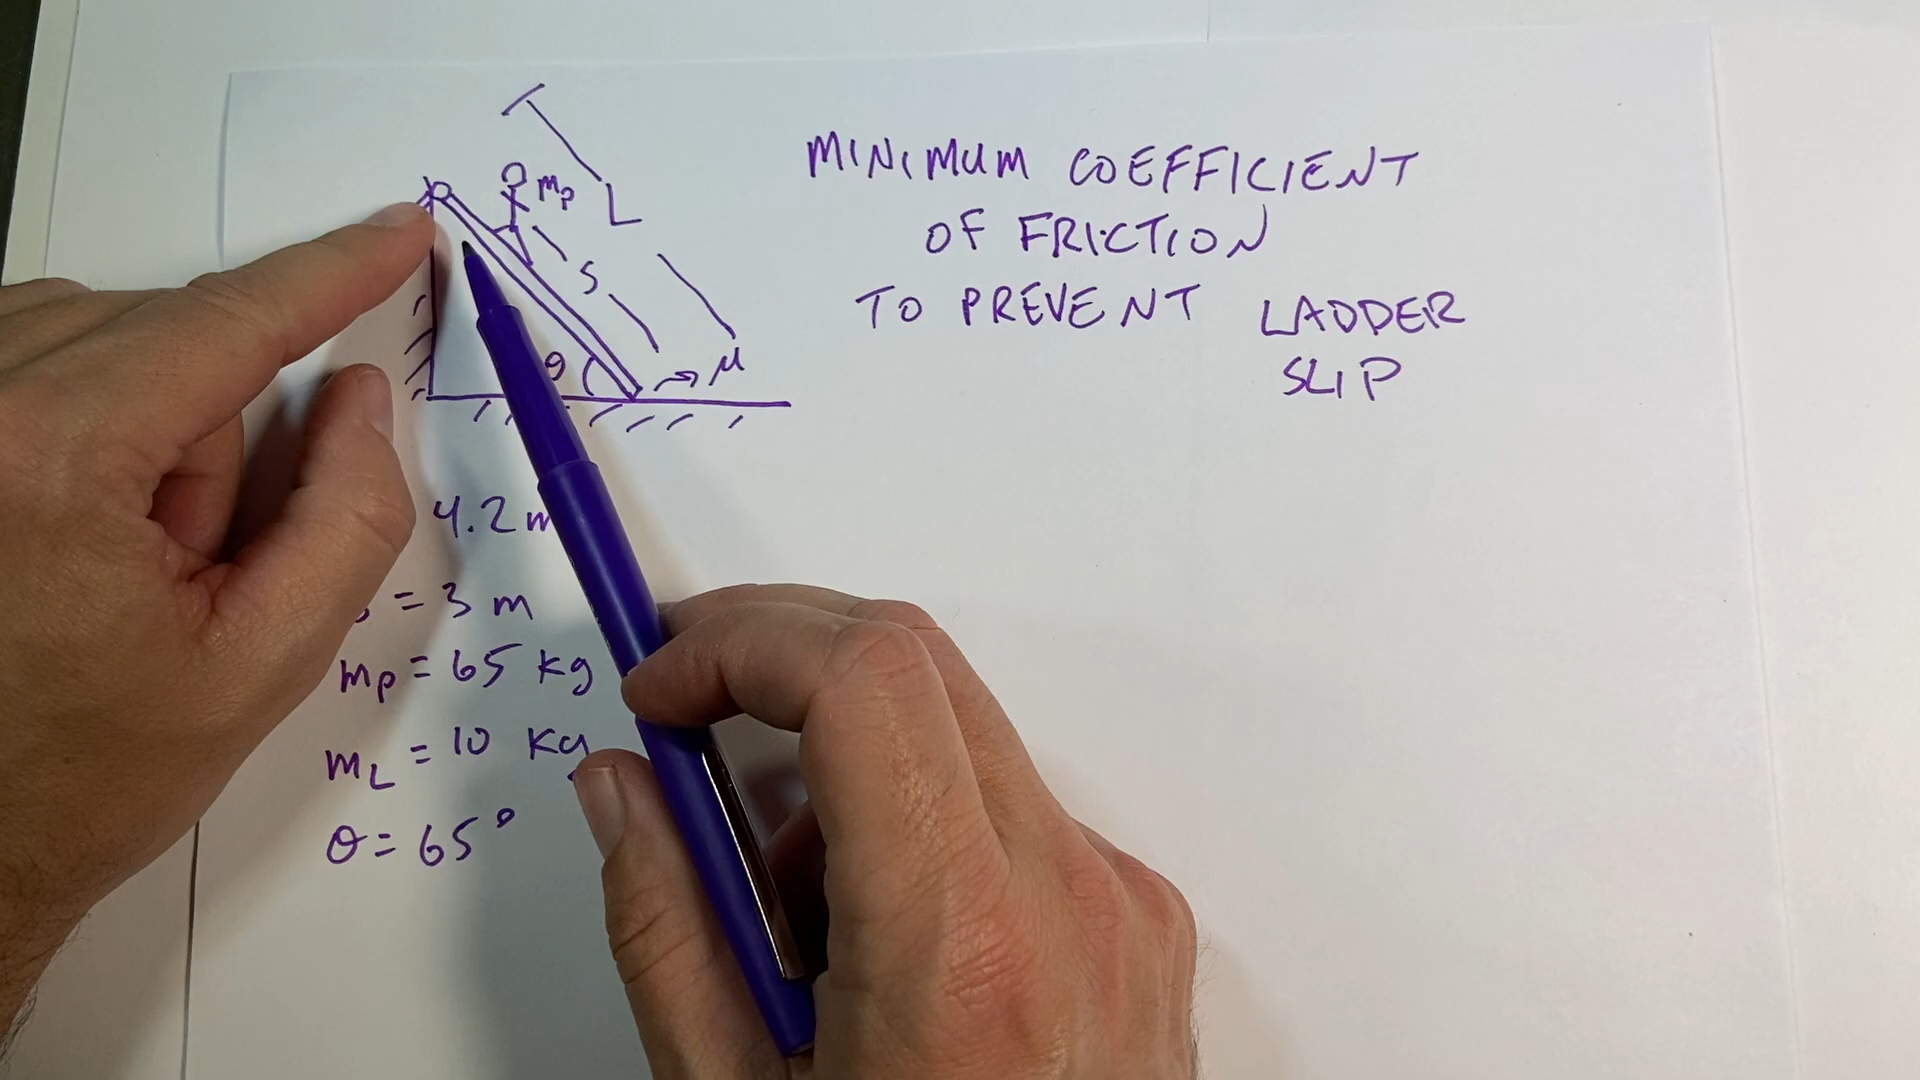 mp
L
S
θ
μ
MINIMUM COEFFICIENT
OF FRICTION
TO PREVENT LADDER
SLIP
4.2 m
= 3 m
mp = 65 kg
mL = 10 kg
θ = 65°